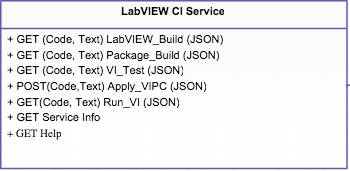 LabVIEW CI Service
+ GET (Code, Text) LabVIEW_Build (JSON)
+ GET (Code, Text) Package_Build (JSON)
+ GET (Code, Text) VI_Test (JSON)
+ POST(Code,Text) Apply_VIPC (JSON)
+ GET(Code, Text) Run_VI (JSON)
+ GET Service Info
+ GET Help